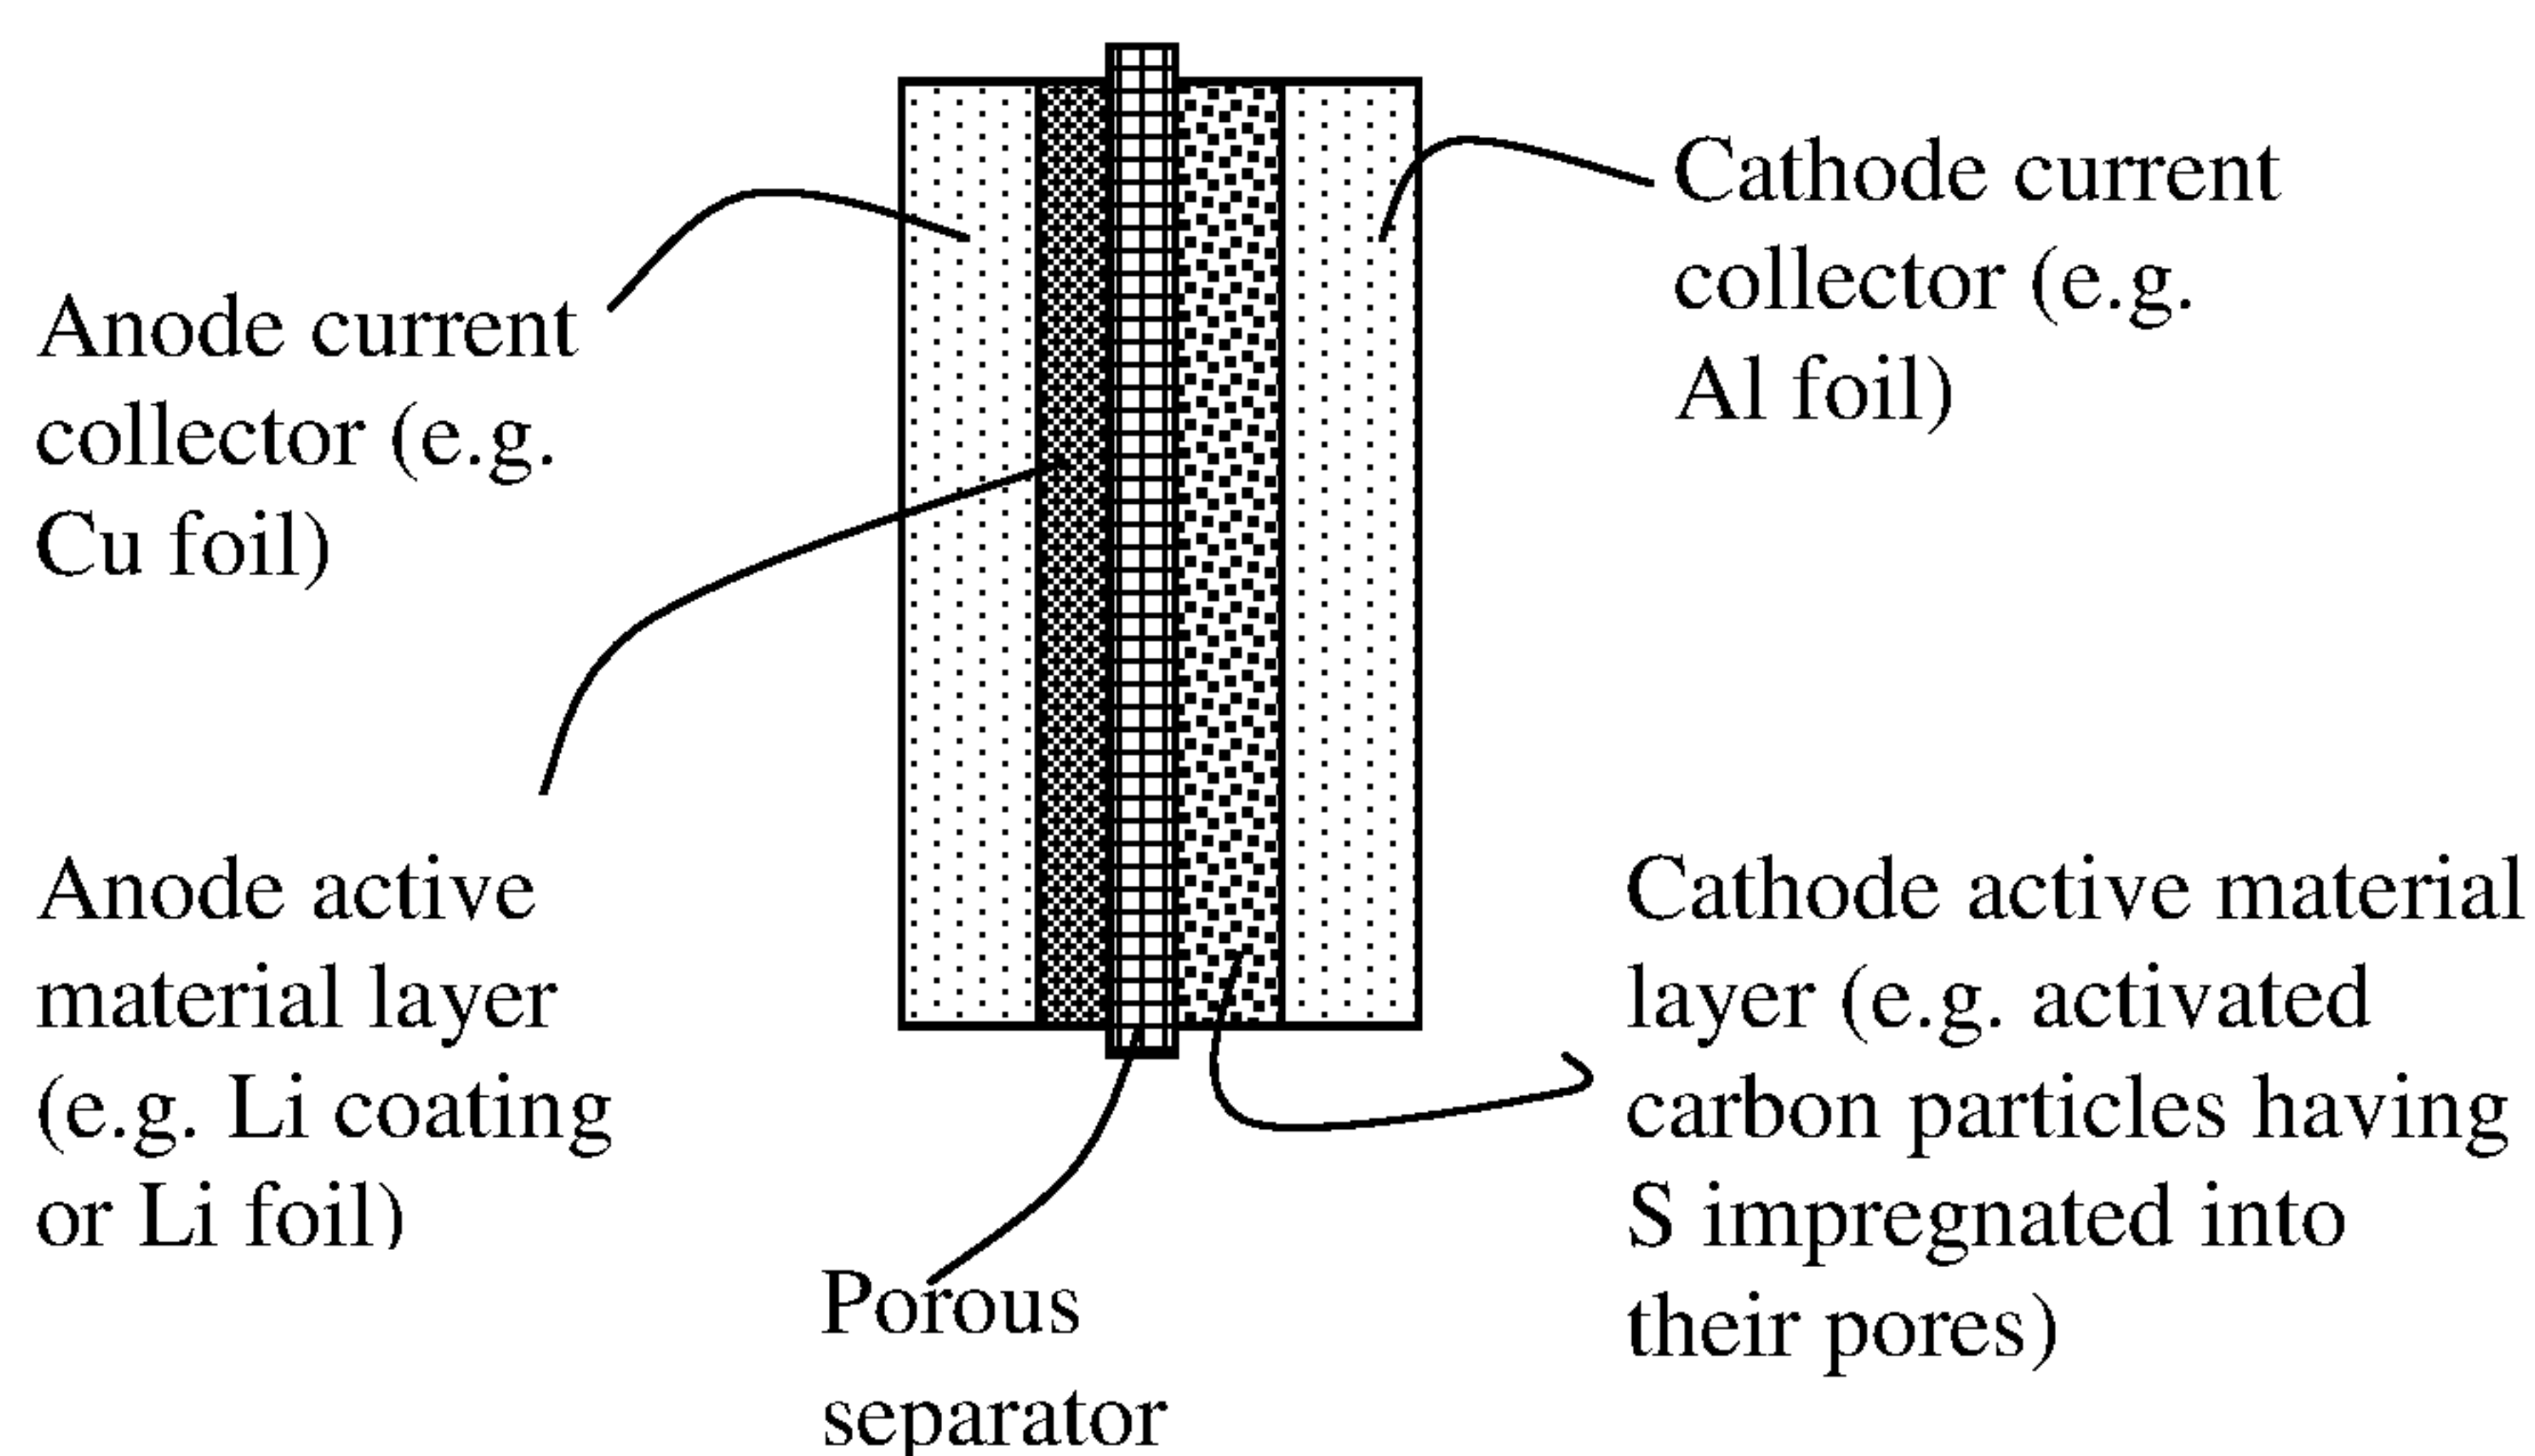 Anode current
collector (e.g.
Cu foil)
Anode active
material layer
(e.g. Li coating
or Li foil)
Porous
separator
Cathode current
collector (e.g.
Al foil)
Cathode active material
layer (e.g. activated
carbon particles having
S impregnated into
their pores)